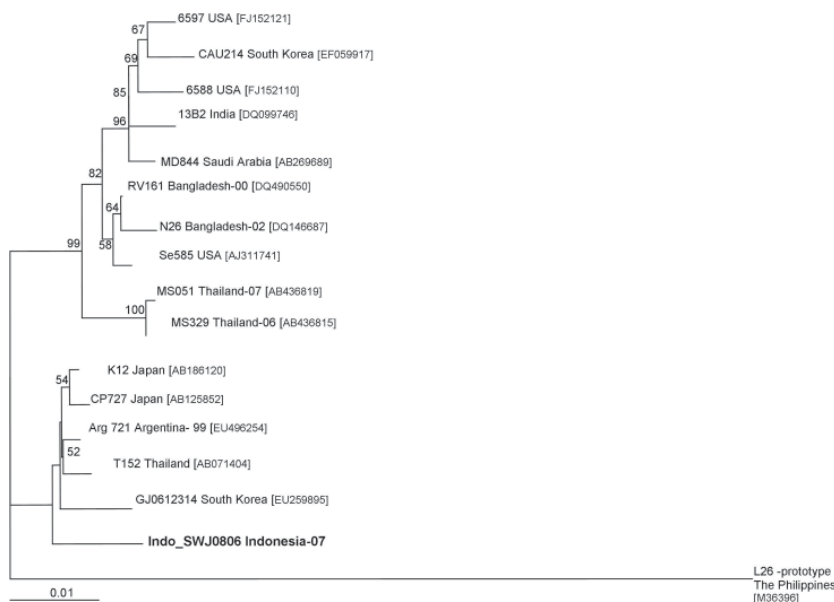 6597 USA [FJ152121]
67
CAU214 South Korea [EF059917]
69
6588 USA [FJ152110]
85
13B2 India [DQ099746]
96
MD844 Saudi Arabia [AB269689]
82
RV161 Bangladesh-00 [DQ490550]
64
N26 Bangladesh-02 [DQ146687]
99
58
Se585 USA [AJ311741]
MS051 Thailand-07 [AB436819]
100
MS329 Thailand-06 [AB436815]
K12 Japan [AB186120]
54
CP727 Japan [AB125852]
Arg 721 Argentina- 99 [EU496254]
52
T152 Thailand [AB071404]
GJ0612314 South Korea [EU259895]
Indo_SWJ0806 Indonesia-07
L26 -prototype
The Philippines
[M36396]
0.01